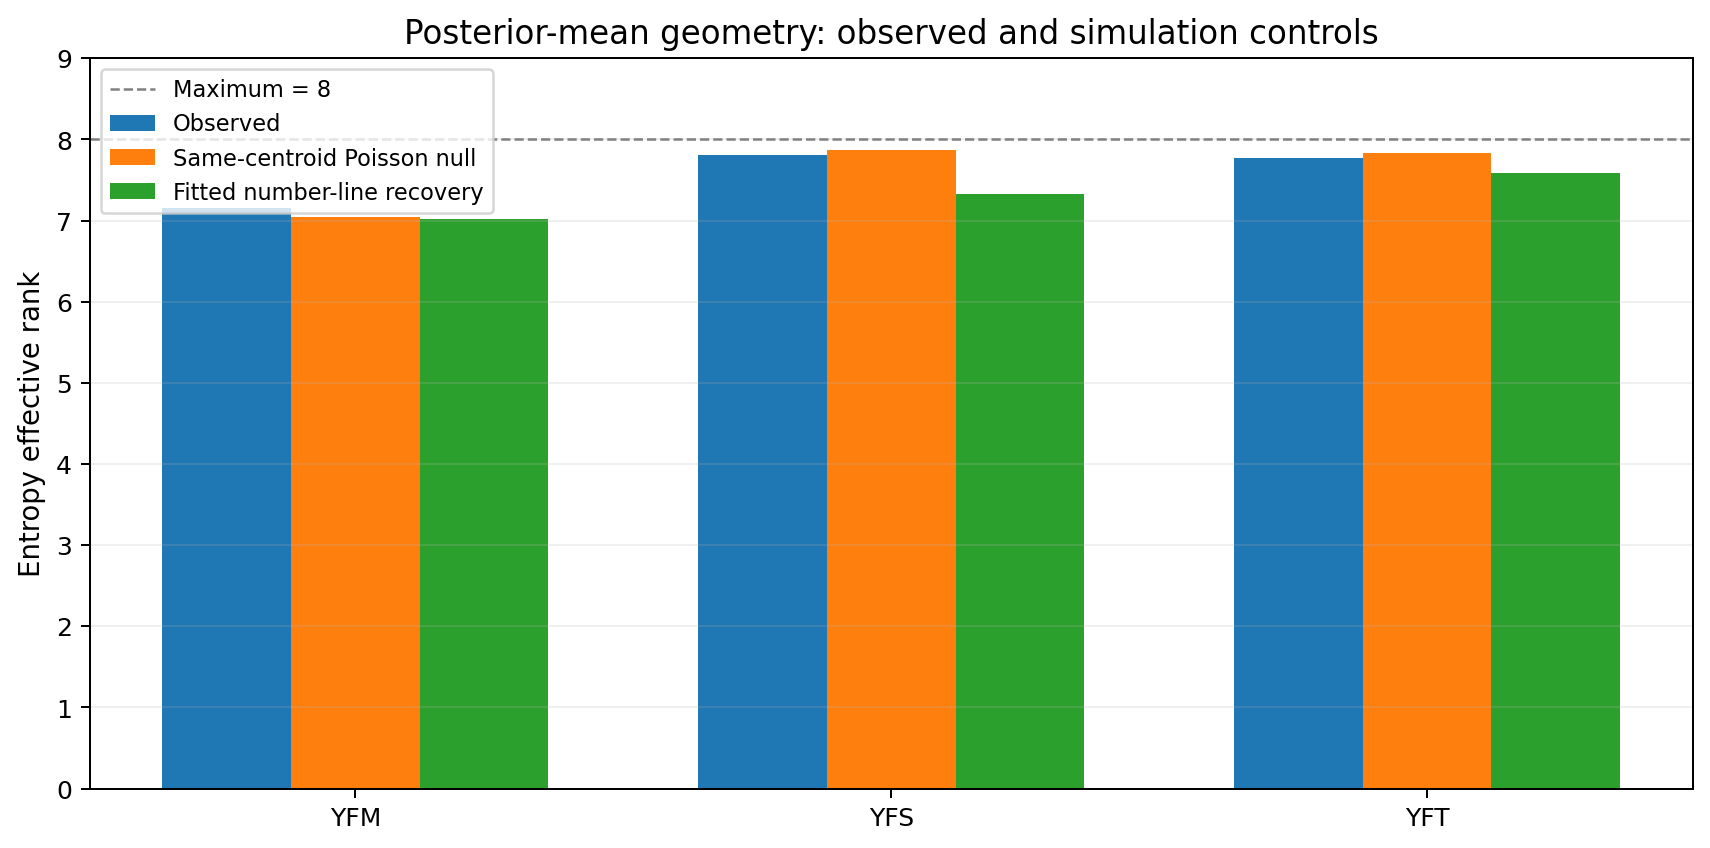 Posterior-mean geometry: observed and simulation controls
Entropy effective rank
9
8
7
6
5
4
3
2
1
0
Maximum = 8
Observed
Same-centroid Poisson null
Fitted number-line recovery
YFM
YFS
YFT